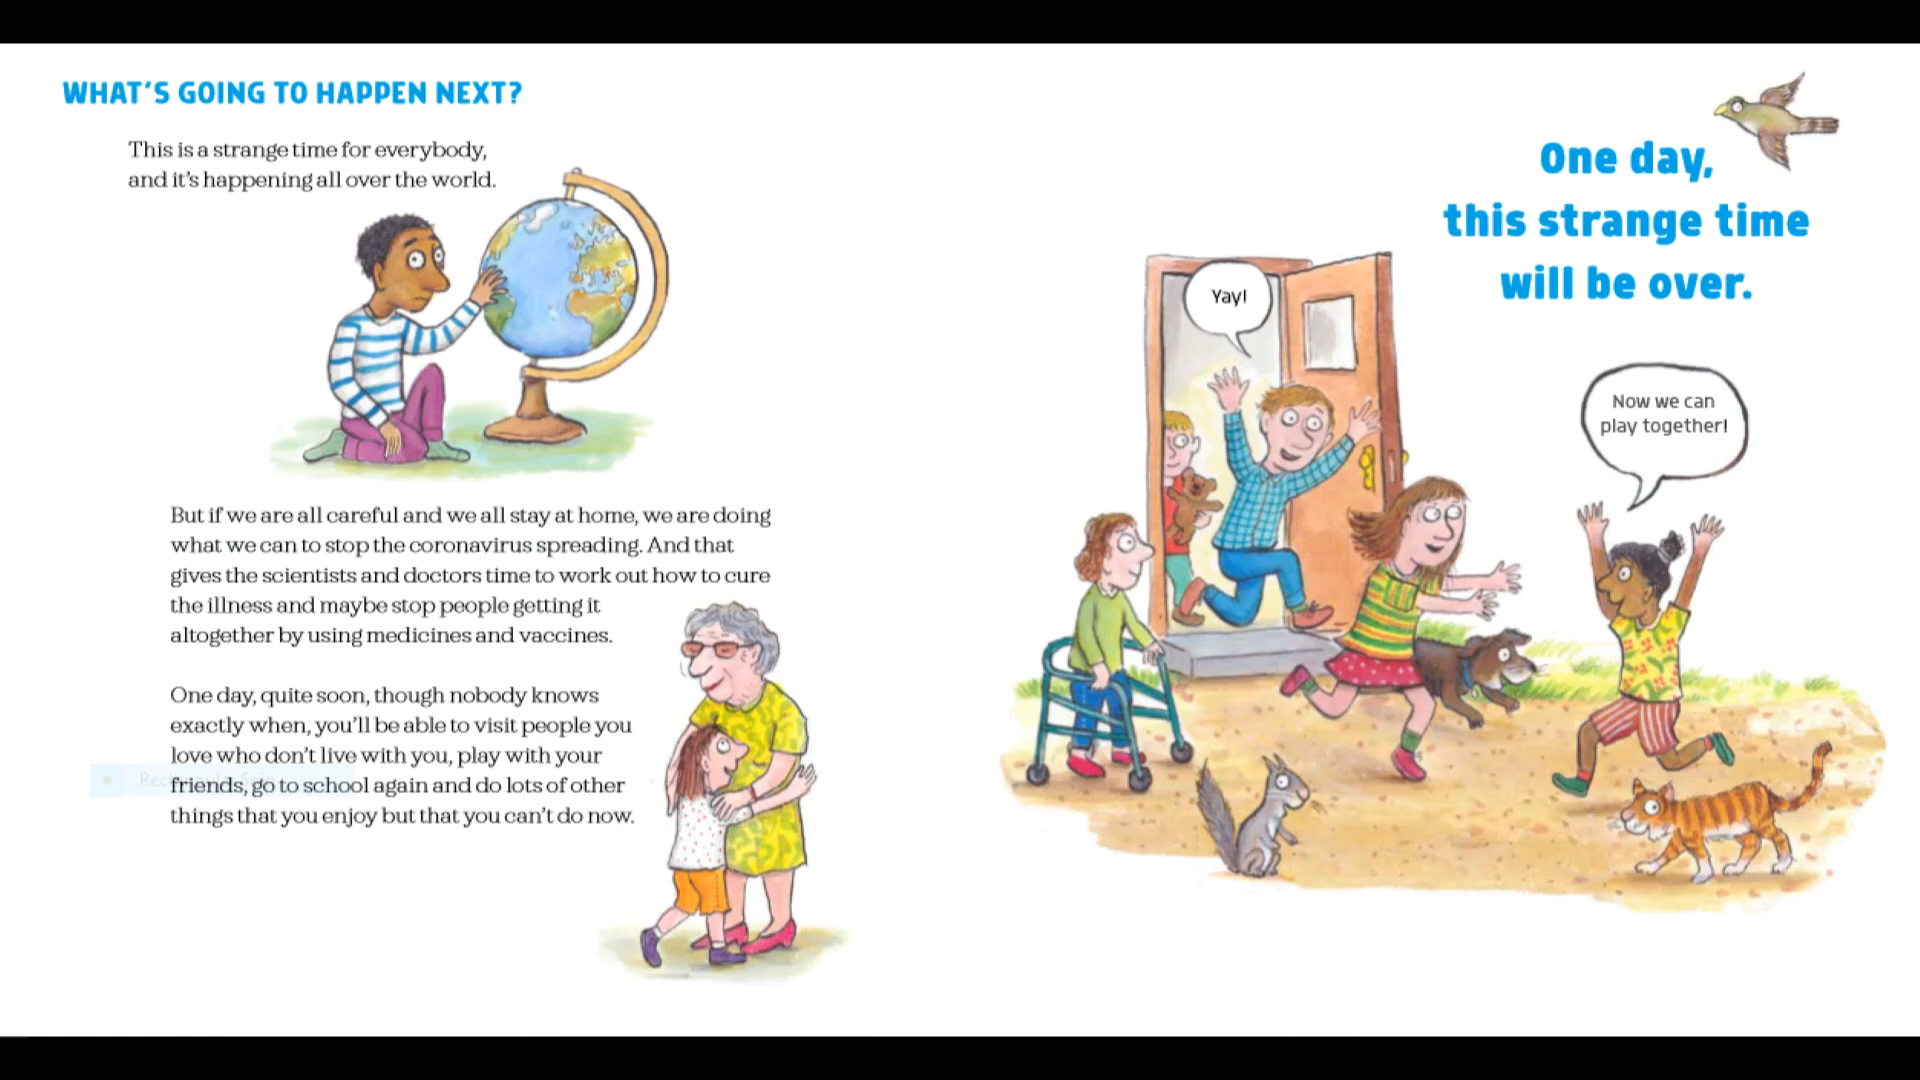 WHAT'S GOING TO HAPPEN NEXT?
This is a strange time for everybody,
and it's happening all over the world.
But if we are all careful and we all stay at home, we are doing
what we can to stop the coronavirus spreading. And that
gives the scientists and doctors time to work out how to cure
the illness and maybe stop people getting it
altogether by using medicines and vaccines.
One day, quite soon, though nobody knows
exactly when, you'll be able to visit people you
love who don't live with you, play with your
friends, go to school again and do lots of other
things that you enjoy but that you can't do now.
One day,
this strange time
will be over.
Yay!
Now we can
play together!